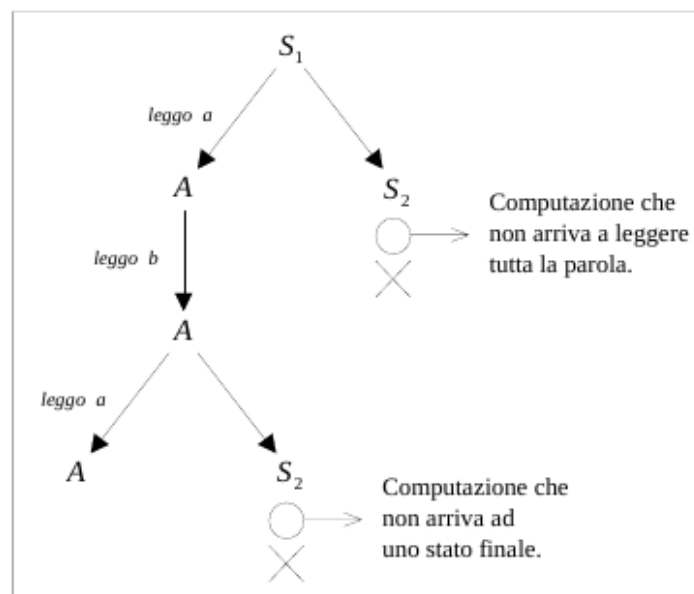 S₁
leggo a
A
S₂
Computazione che
non arriva a leggere
tutta la parola.
leggo b
A
leggo a
A
S₂
Computazione che
non arriva ad
uno stato finale.